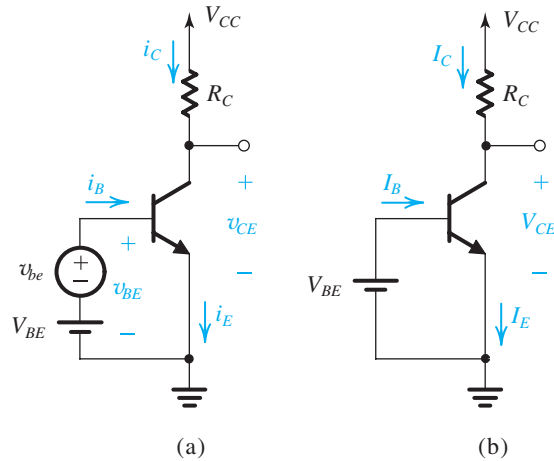 V_CC V_CC
i_C I_C
R_C R_C
+ +
i_B I_B
v_CE V_CE
+
v_be + −
v_BE V_BE
− −
V_BE −
i_E I_E
(a) (b)